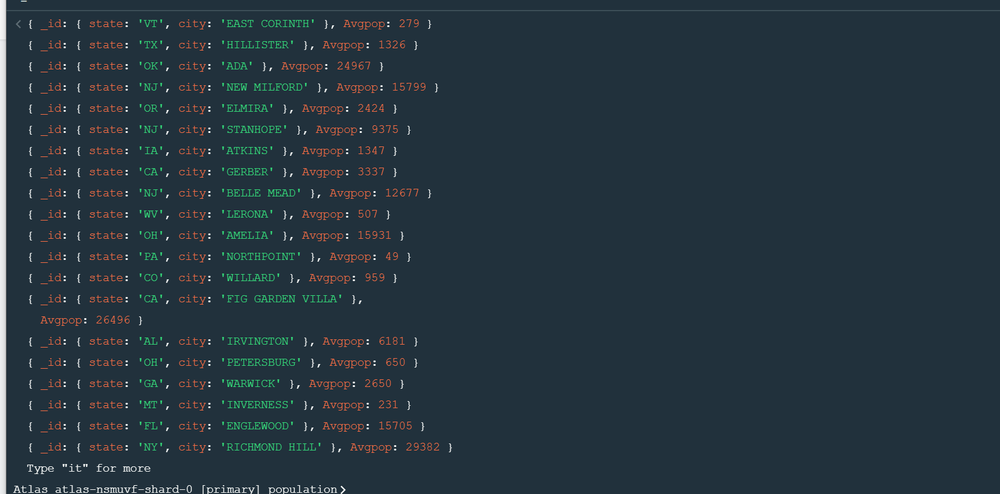 { _id: { state: 'VT', city: 'EAST CORINTH' }, Avgpop: 279 }
{ _id: { state: 'TX', city: 'HILLISTER' }, Avgpop: 1326 }
{ _id: { state: 'OK', city: 'ADA' }, Avgpop: 24967 }
{ _id: { state: 'NJ', city: 'NEW MILFORD' }, Avgpop: 15799 }
{ _id: { state: 'OR', city: 'ELMIRA' }, Avgpop: 2424 }
{ _id: { state: 'NJ', city: 'STANHOPE' }, Avgpop: 9375 }
{ _id: { state: 'IA', city: 'ATKINS' }, Avgpop: 1347 }
{ _id: { state: 'CA', city: 'GERBER' }, Avgpop: 3337 }
{ _id: { state: 'NJ', city: 'BELLE MEAD' }, Avgpop: 12677 }
{ _id: { state: 'WV', city: 'LERONA' }, Avgpop: 507 }
{ _id: { state: 'OH', city: 'AMELIA' }, Avgpop: 15931 }
{ _id: { state: 'PA', city: 'NORTHPOINT' }, Avgpop: 49 }
{ _id: { state: 'CO', city: 'WILLARD' }, Avgpop: 959 }
{ _id: { state: 'CA', city: 'FIG GARDEN VILLA' },
Avgpop: 26496 }
{ _id: { state: 'AL', city: 'IRVINGTON' }, Avgpop: 6181 }
{ _id: { state: 'OH', city: 'PETERSBURG' }, Avgpop: 650 }
{ _id: { state: 'GA', city: 'WARWICK' }, Avgpop: 2650 }
{ _id: { state: 'MT', city: 'INVERNESS' }, Avgpop: 231 }
{ _id: { state: 'FL', city: 'ENGLEWOOD' }, Avgpop: 15705 }
{ _id: { state: 'NY', city: 'RICHMOND HILL' }, Avgpop: 29382 }
Type "it" for more
Atlas atlas-nsmuvf-shard-0 [primary] population>